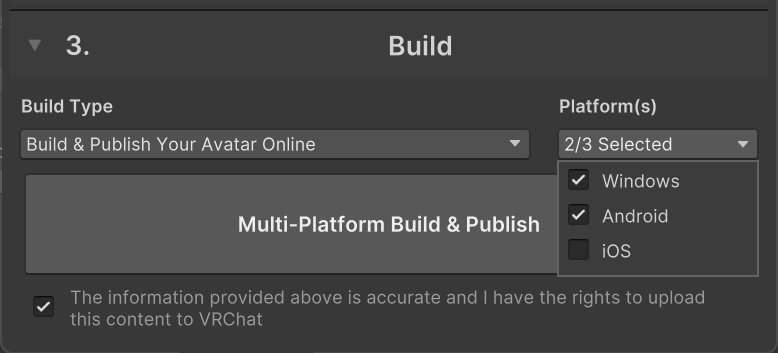 3.
Build
Build Type
Platform(s)
Build & Publish Your Avatar Online
2/3 Selected
Windows
Android
iOS
Multi-Platform Build & Publish
The information provided above is accurate and I have the rights to upload
this content to VRChat